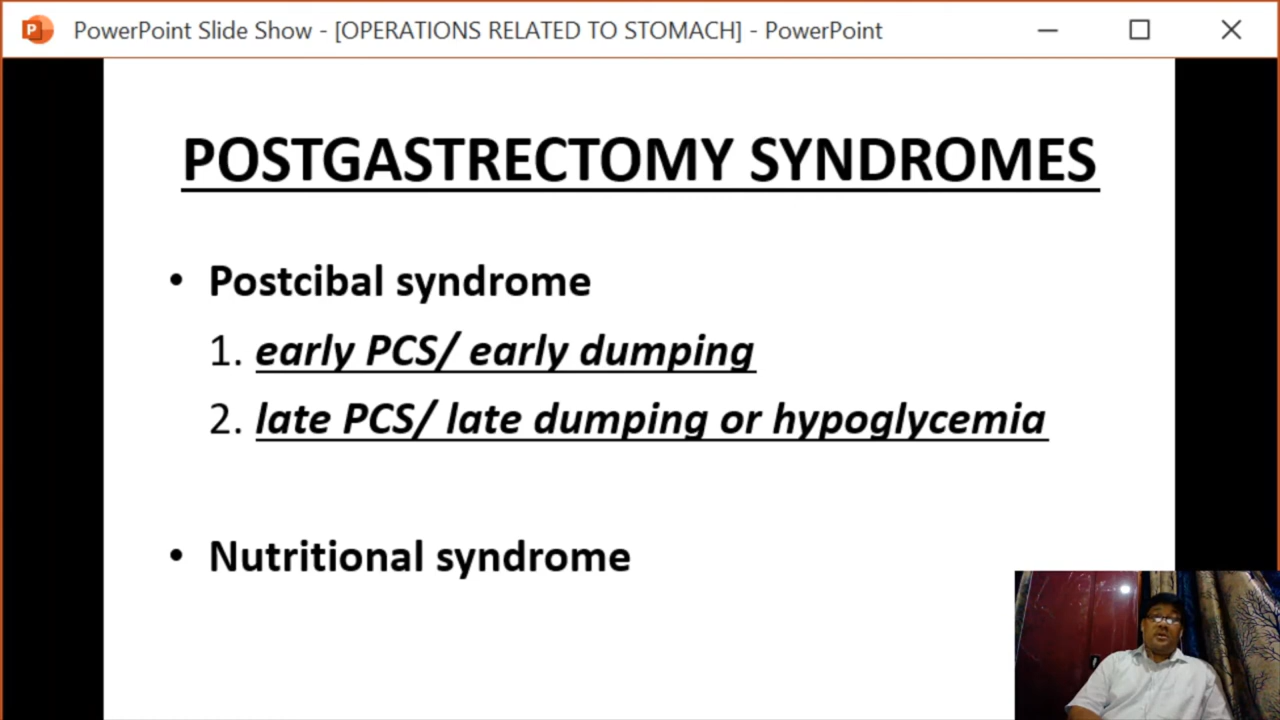 PowerPoint Slide Show - [OPERATIONS RELATED TO STOMACH] - PowerPoint
POSTGASTRECTOMY SYNDROMES
• Postcibal syndrome
1. early PCS/ early dumping
2. late PCS/ late dumping or hypoglycemia
• Nutritional syndrome